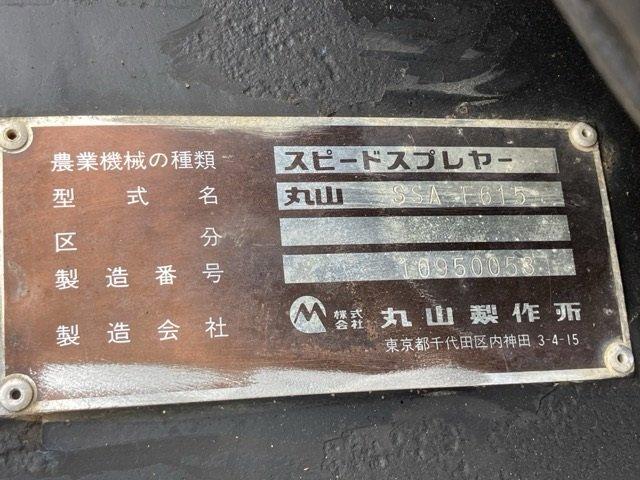 農業機械の種類 スピードスプレヤー
型式名 丸山 SSA-F615
区分
製造番号 10950053
製造会社 株式会社 丸山製作所
東京都千代田区内神田 3-4-15